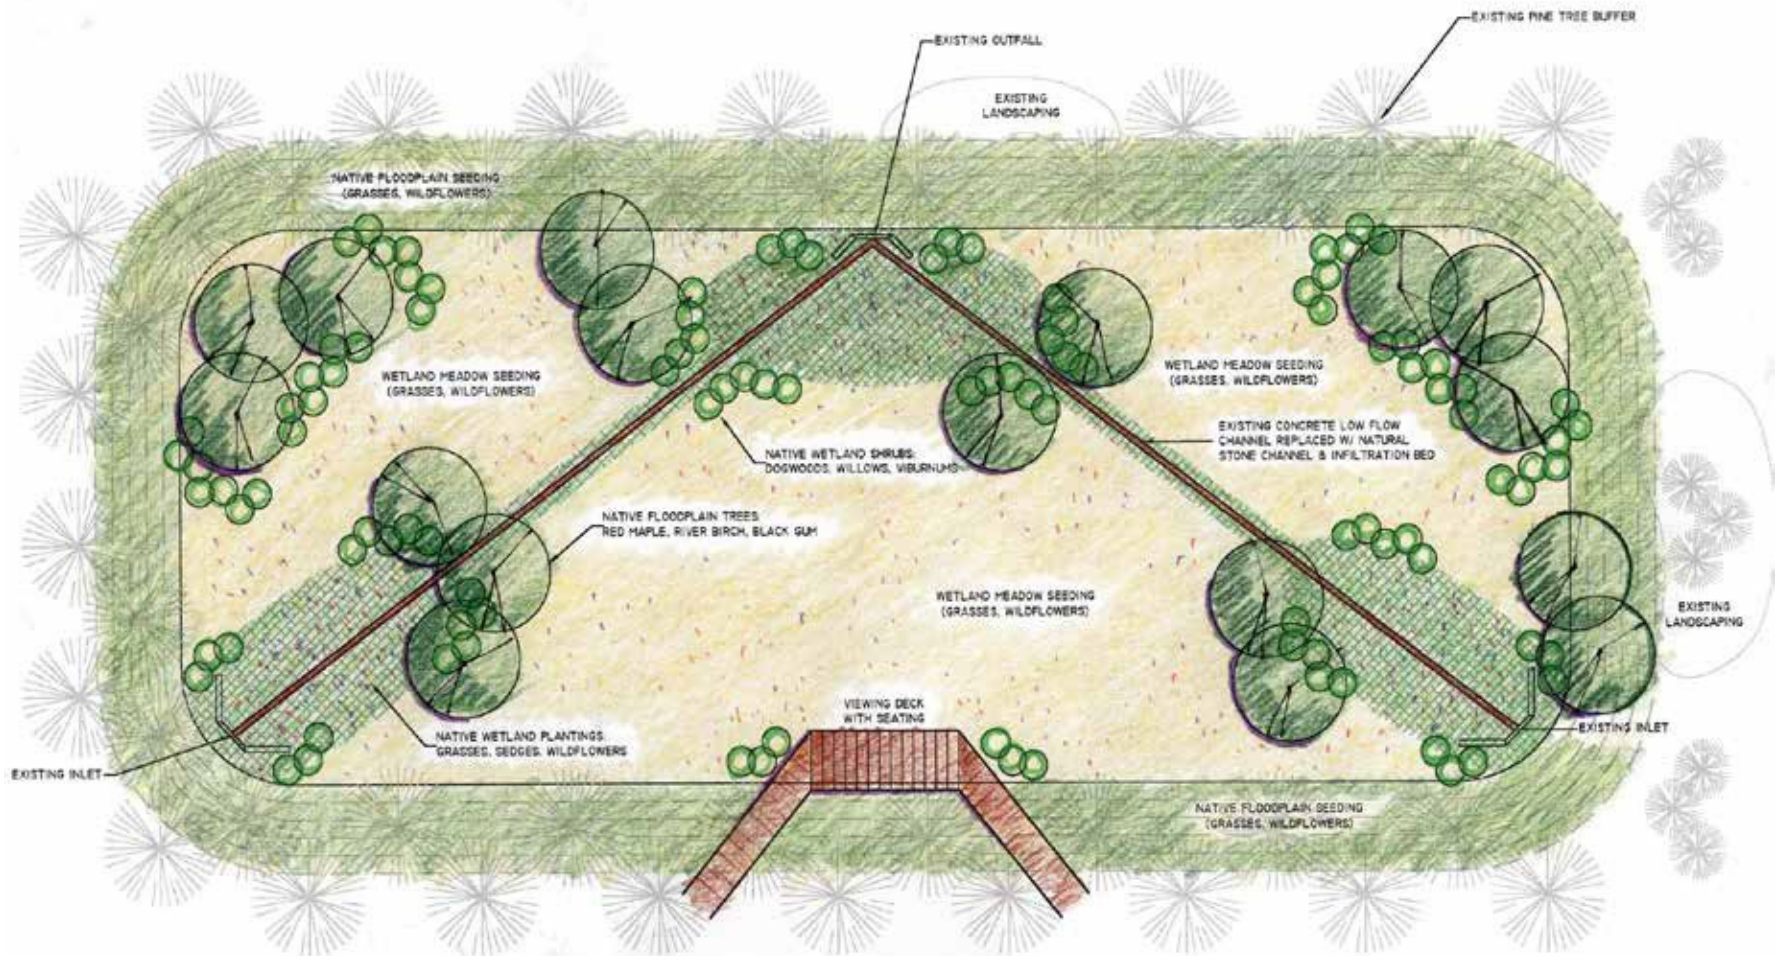 EXISTING PINE TREE BUFFER
EXISTING OUTFALL
EXISTING
LANDSCAPING
NATIVE FLOODPLAIN SEEDING
(GRASSES, WILDFLOWERS)
WETLAND MEADOW SEEDING
(GRASSES, WILDFLOWERS)
WETLAND MEADOW SEEDING
(GRASSES, WILDFLOWERS)
EXISTING CONCRETE LOW FLOW
CHANNEL REPLACED W/ NATURAL
STONE CHANNEL & INFILTRATION BED
NATIVE WETLAND SHRUBS:
DOGWOODS, WILLOWS, VIBURNUMS
NATIVE FLOODPLAIN TREES:
RED MAPLE, RIVER BIRCH, BLACK GUM
WETLAND MEADOW SEEDING
(GRASSES, WILDFLOWERS)
EXISTING
LANDSCAPING
VIEWING DECK
WITH SEATING
NATIVE WETLAND PLANTINGS:
GRASSES, SEDGES, WILDFLOWERS
EXISTING INLET
EXISTING INLET
NATIVE FLOODPLAIN SEEDING
(GRASSES, WILDFLOWERS)